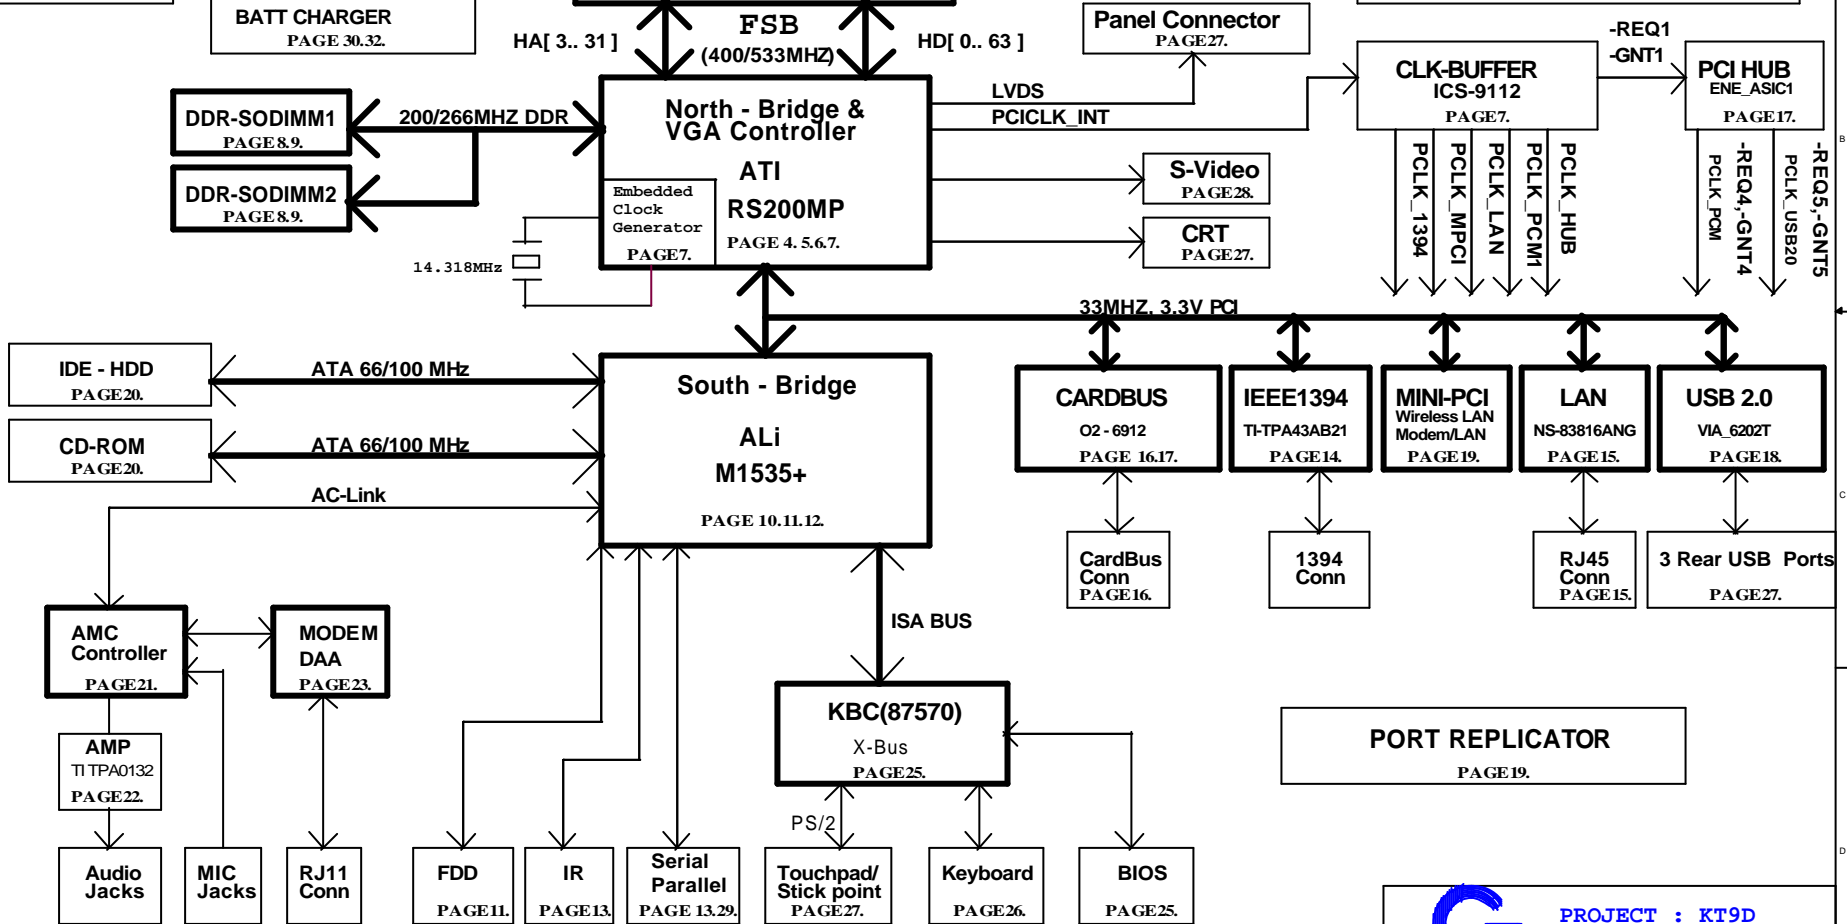 BATT CHARGER
PAGE 30.32.
HA[ 3.. 31 ]
FSB
(400/533MHZ)
HD[ 0.. 63 ]
Panel Connector
PAGE27.
-REQ1
-GNT1
CLK-BUFFER
ICS-9112
PAGE7.
PCI HUB
ENE_ASIC1
PAGE17.
DDR-SODIMM1
PAGE8.9.
200/266MHZ DDR
North - Bridge &
VGA Controller
ATI
RS200MP
PAGE 4. 5.6.7.
LVDS
PCICLK_INT
B
DDR-SODIMM2
PAGE8.9.
Embedded
Clock
Generator
PAGE7.
14.318MHz
S-Video
PAGE28.
CRT
PAGE27.
PCLK_1394
PCLK_MPCI
PCLK_LAN
PCLK_PCM1
PCLK_HUB
PCLK_PCM
-REQ4,-GNT4
PCLK_USB20
-REQ5,-GNT5
33MHZ, 3.3V PCI
IDE - HDD
PAGE20.
ATA 66/100 MHz
CD-ROM
PAGE20.
ATA 66/100 MHz
AC-Link
South - Bridge
ALi
M1535+
PAGE 10.11.12.
CARDBUS
O2 - 6912
PAGE 16.17.
IEEE1394
TI-TPA43AB21
PAGE14.
MINI-PCI
Wireless LAN
Modem/LAN
PAGE19.
LAN
NS-83816ANG
PAGE15.
USB 2.0
VIA_6202T
PAGE18.
C
CardBus
Conn
PAGE16.
1394
Conn
RJ45
Conn
PAGE15.
3 Rear USB Ports
PAGE27.
AMC
Controller
PAGE21.
MODEM
DAA
PAGE23.
ISA BUS
KBC(87570)
X-Bus
PAGE25.
PORT REPLICATOR
PAGE19.
AMP
TI TPA0132
PAGE22.
PS/2
Audio
Jacks
MIC
Jacks
RJ11
Conn
FDD
PAGE11.
IR
PAGE13.
Serial
Parallel
PAGE 13.29.
Touchpad/
Stick point
PAGE27.
Keyboard
PAGE26.
BIOS
PAGE25.
D
PROJECT : KT9D